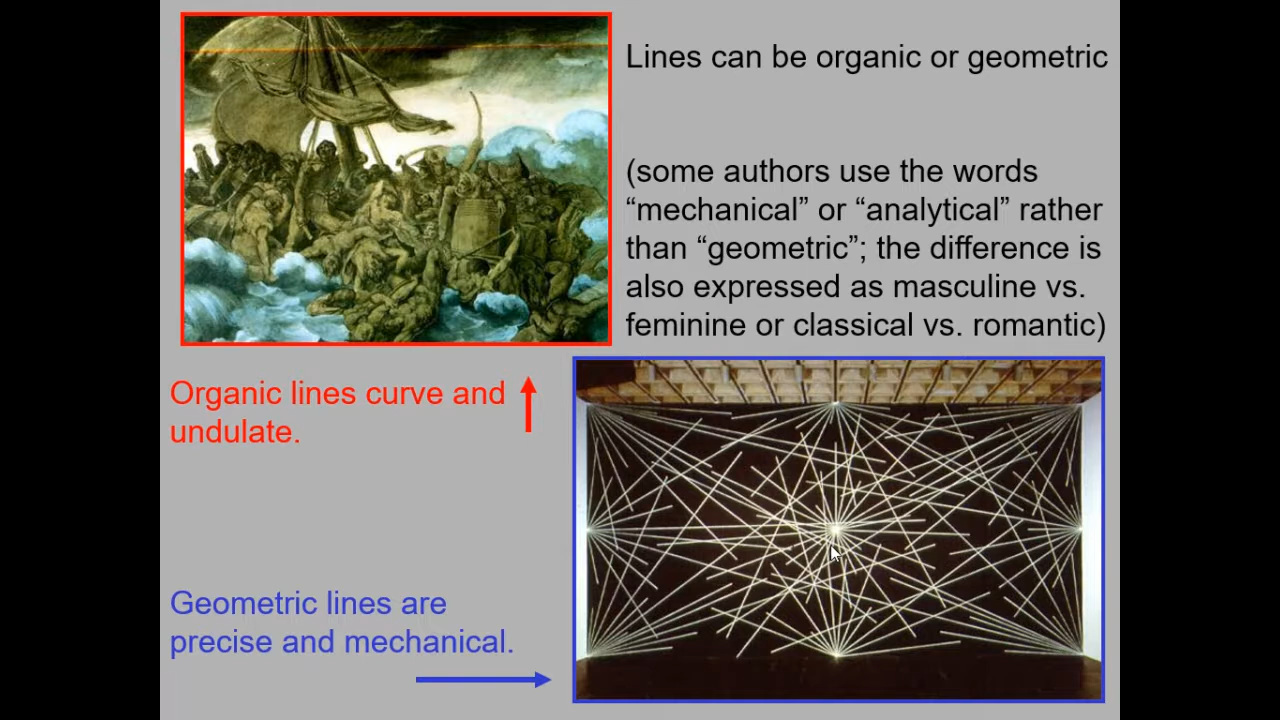 Lines can be organic or geometric
(some authors use the words
“mechanical” or “analytical” rather
than “geometric”; the difference is
also expressed as masculine vs.
feminine or classical vs. romantic)
Organic lines curve and
undulate.
Geometric lines are
precise and mechanical.